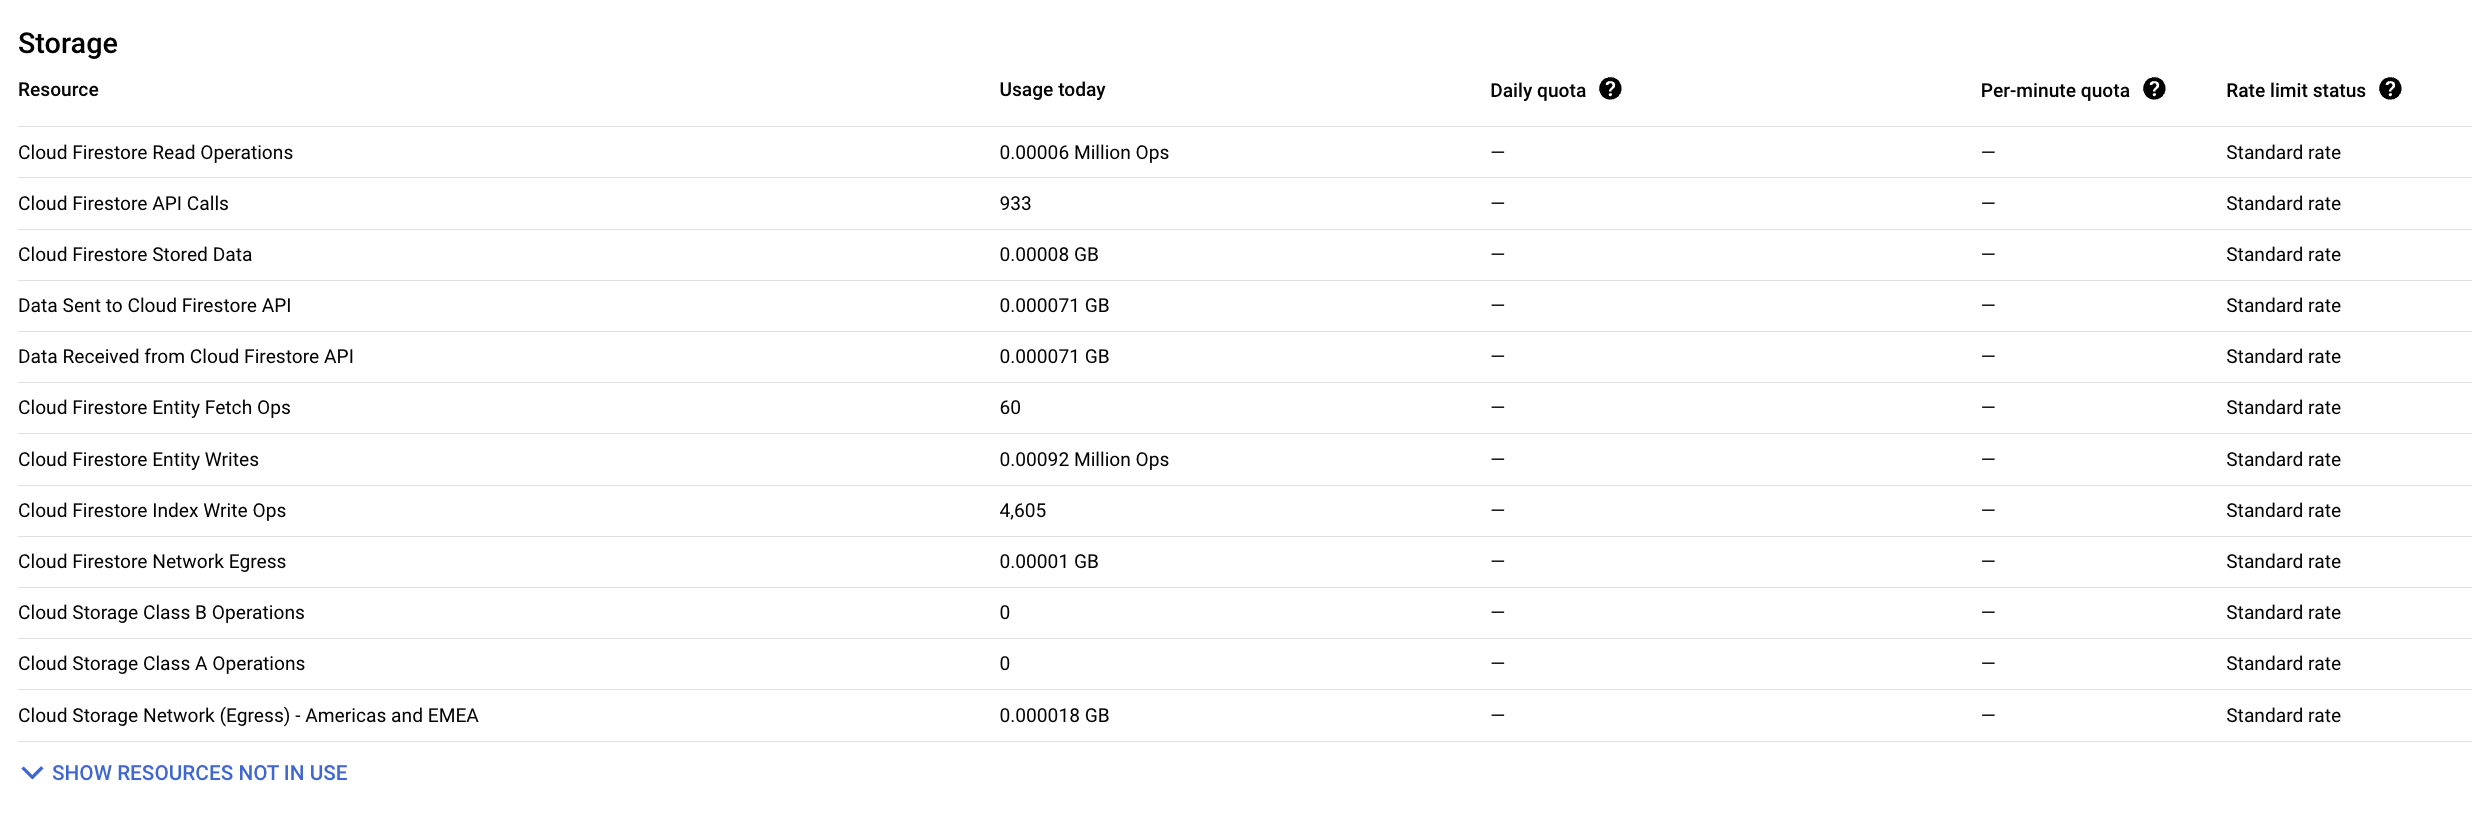 Storage
Resource Usage today Daily quota ? Per-minute quota ? Rate limit status ?
Cloud Firestore Read Operations 0.00006 Million Ops — — Standard rate
Cloud Firestore API Calls 933 — — Standard rate
Cloud Firestore Stored Data 0.00008 GB — — Standard rate
Data Sent to Cloud Firestore API 0.000071 GB — — Standard rate
Data Received from Cloud Firestore API 0.000071 GB — — Standard rate
Cloud Firestore Entity Fetch Ops 60 — — Standard rate
Cloud Firestore Entity Writes 0.00092 Million Ops — — Standard rate
Cloud Firestore Index Write Ops 4,605 — — Standard rate
Cloud Firestore Network Egress 0.00001 GB — — Standard rate
Cloud Storage Class B Operations 0 — — Standard rate
Cloud Storage Class A Operations 0 — — Standard rate
Cloud Storage Network (Egress) - Americas and EMEA 0.000018 GB — — Standard rate
SHOW RESOURCES NOT IN USE